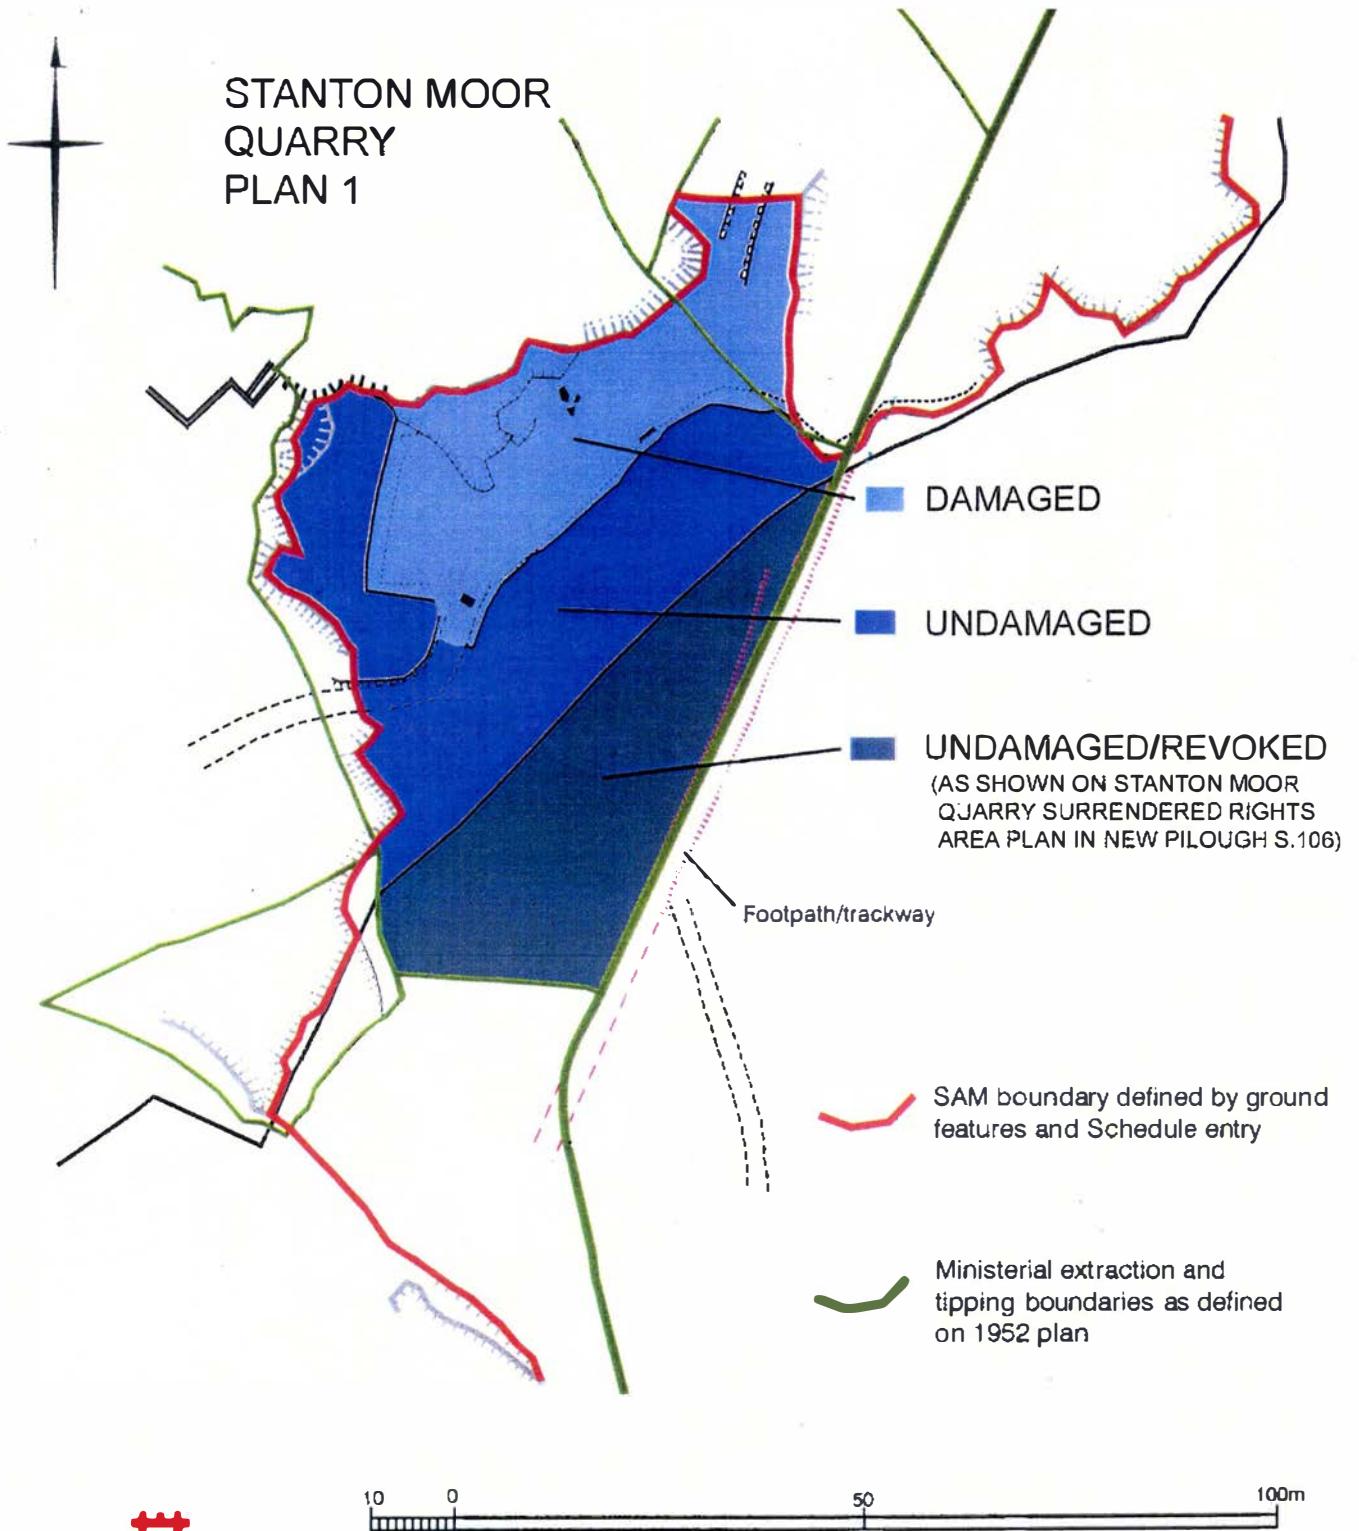 STANTON MOOR
QUARRY
PLAN 1
DAMAGED
UNDAMAGED
UNDAMAGED/REVOKED
(AS SHOWN ON STANTON MOOR
QUARRY SURRENDERED RIGHTS
AREA PLAN IN NEW PILOUGH S.106)
Footpath/trackway
SAM boundary defined by ground
features and Schedule entry
Ministerial extraction and
tipping boundaries as defined
on 1952 plan
10 0 50 100m